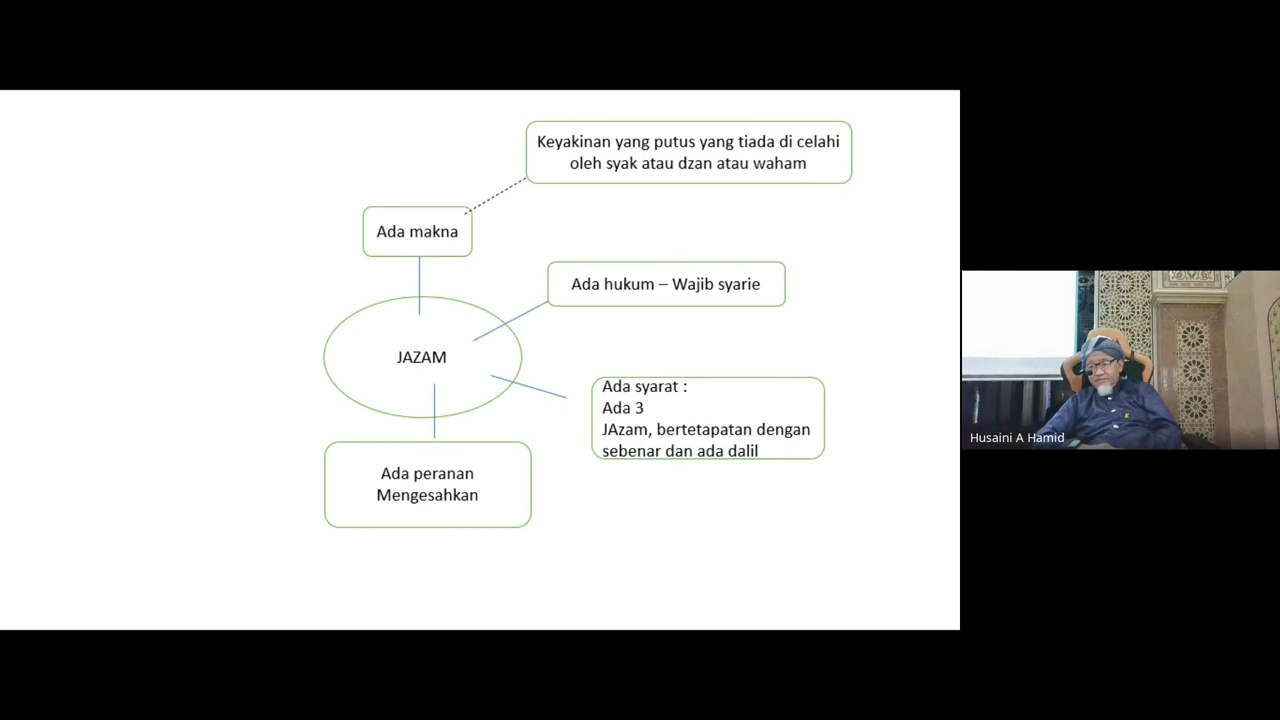 Keyakinan yang putus yang tiada di celahi
oleh syak atau dzan atau waham
Ada makna
Ada hukum – Wajib syarie
JAZAM
Ada syarat :
Ada 3
JAzam, bertetapatan dengan
sebenar dan ada dalil
Ada peranan
Mengesahkan
Husaini A Hamid